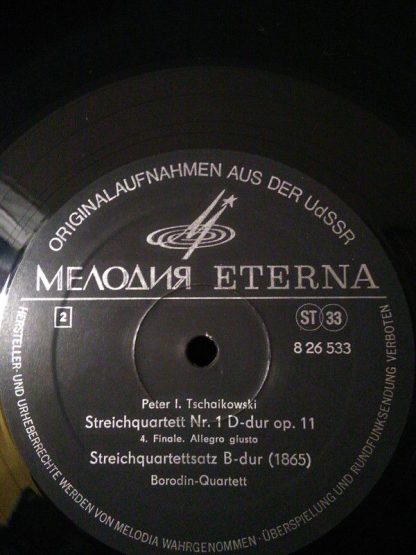 ORIGINALAUFNAHMEN AUS DER UdSSR
МЕЛОДИЯ ETERNA
2
ST 33
8 26 533
Peter I. Tschaikowski
Streichquartett Nr. 1 D-dur op. 11
4. Finale. Allegro giusto
Streichquartettsatz B-dur (1865)
Borodin-Quartett
HERSTELLER- UND URHEBERRECHTE WERDEN VON MELODIA WAHRGENOMMEN · ÜBERSPIELUNG UND RUNDFUNKSENDUNG VERBOTEN